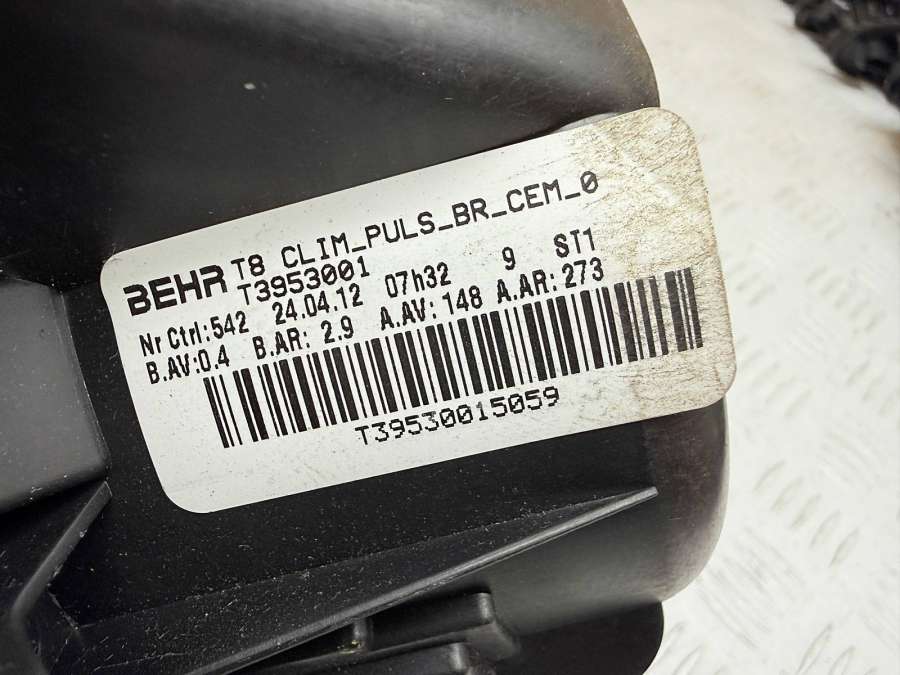 BEHR T8 CLIM_PULS_BR_CEM_0
T3953001
Nr Ctrl:542 24.04.12 07h32 9 ST1
B.AV:0.4 B.AR: 2.9 A.AV: 148 A.AR: 273
T39530015059